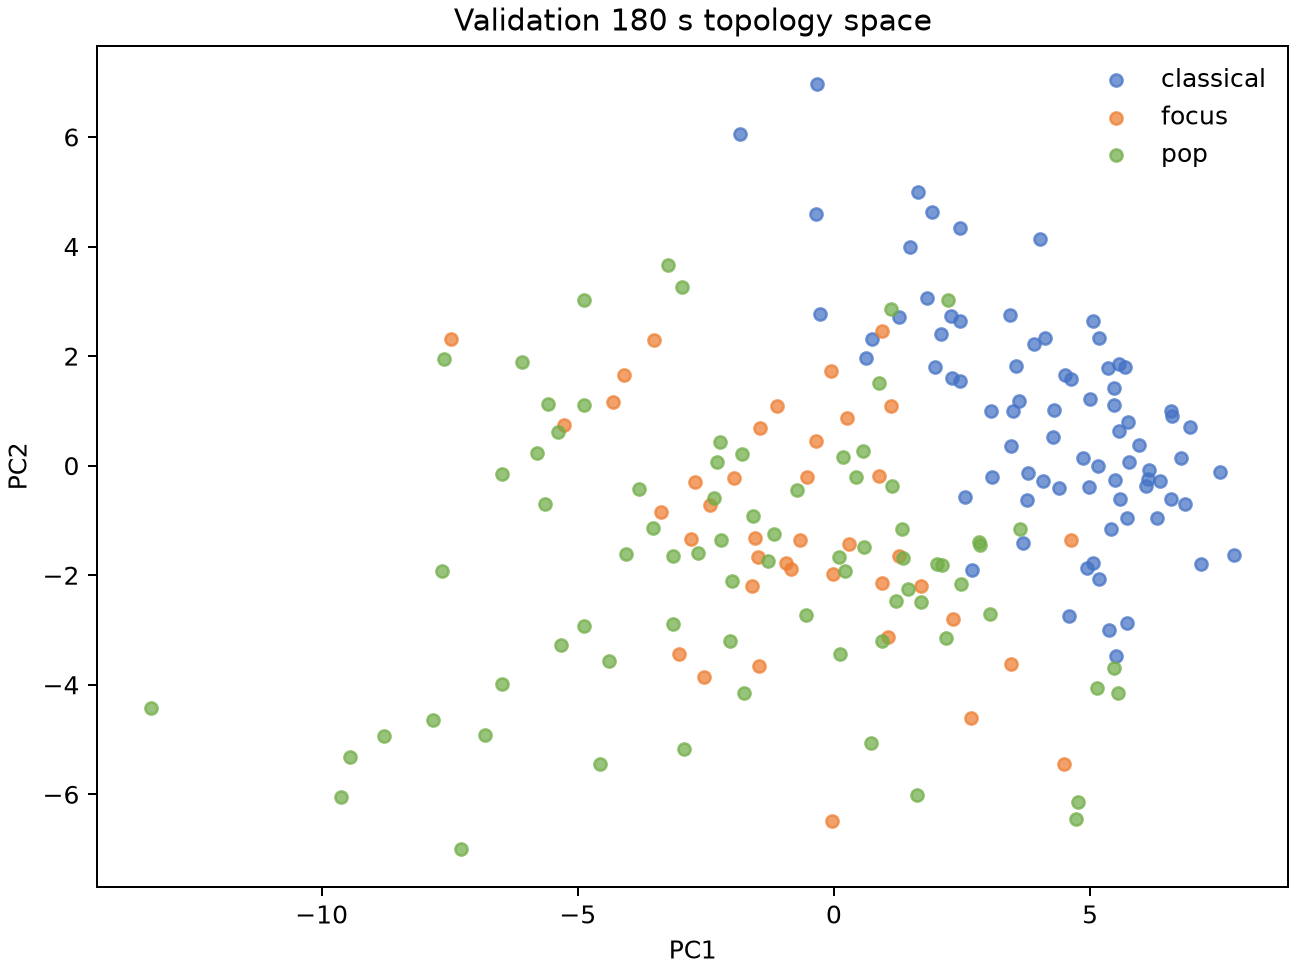 Validation 180 s topology space
classical
focus
pop
6
4
2
0
−2
−4
−6
PC2
−10
−5
0
5
PC1